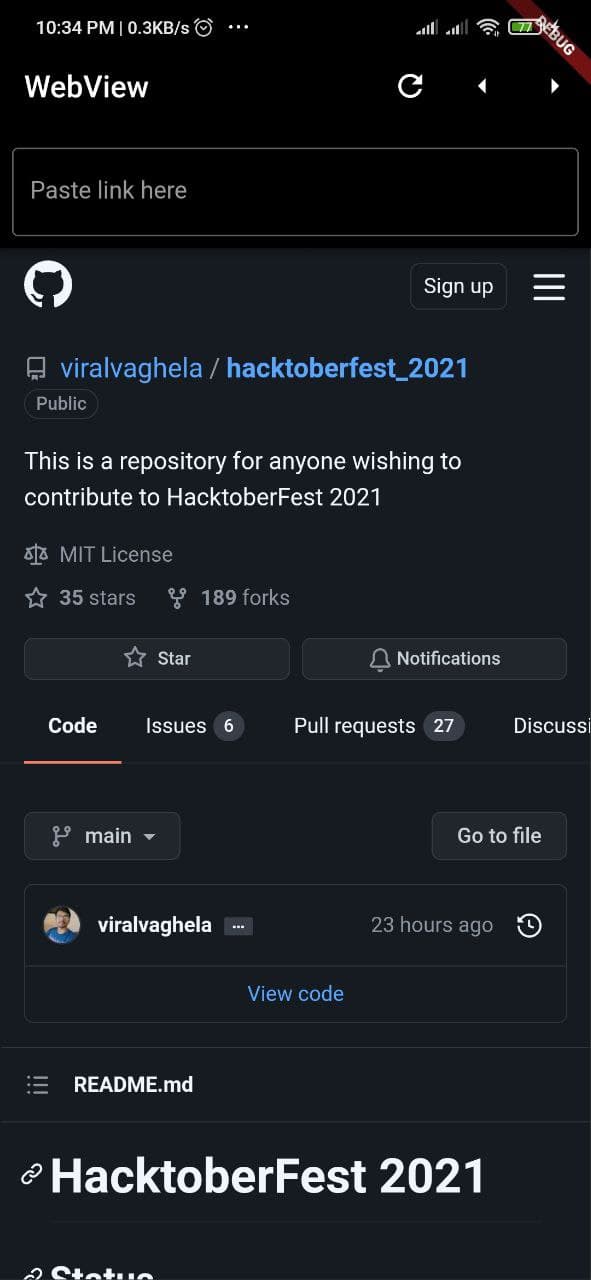 10:34 PM | 0.3KB/s
77
DEBUG
WebView
Paste link here
Sign up
viralvaghela / hacktoberfest_2021
Public
This is a repository for anyone wishing to
contribute to HacktoberFest 2021
MIT License
35 stars 189 forks
Star Notifications
Code Issues 6 Pull requests 27 Discussi
main Go to file
viralvaghela ... 23 hours ago
View code
README.md
HacktoberFest 2021
Status